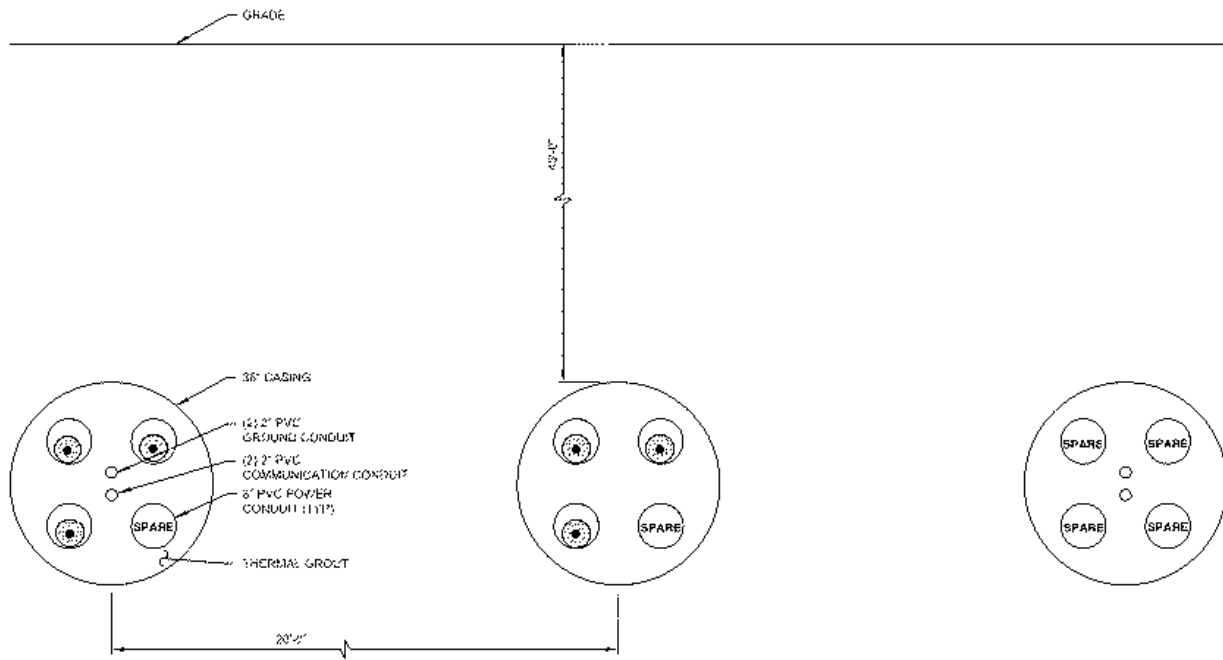 GRADE
36" CASING
(2) 2" PVC
GROUND CONDUIT
(2) 2" PVC
COMMUNICATION CONDUIT
8" PVC POWER
CONDUIT (TYP)
THERMAL GROUT
SPARE
SPARE
SPARE
SPARE
SPARE
SPARE
20'-0"